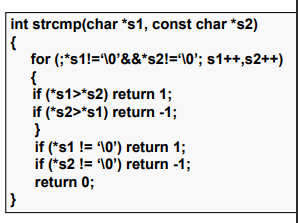 int strcmp(char *s1, const char *s2)
{
for (;*s1!=‘\0’&&*s2!=‘\0’; s1++,s2++)
{
if (*s1>*s2) return 1;
if (*s2>*s1) return -1;
}
if (*s1 != ‘\0’) return 1;
if (*s2 != ‘\0’) return -1;
return 0;
}